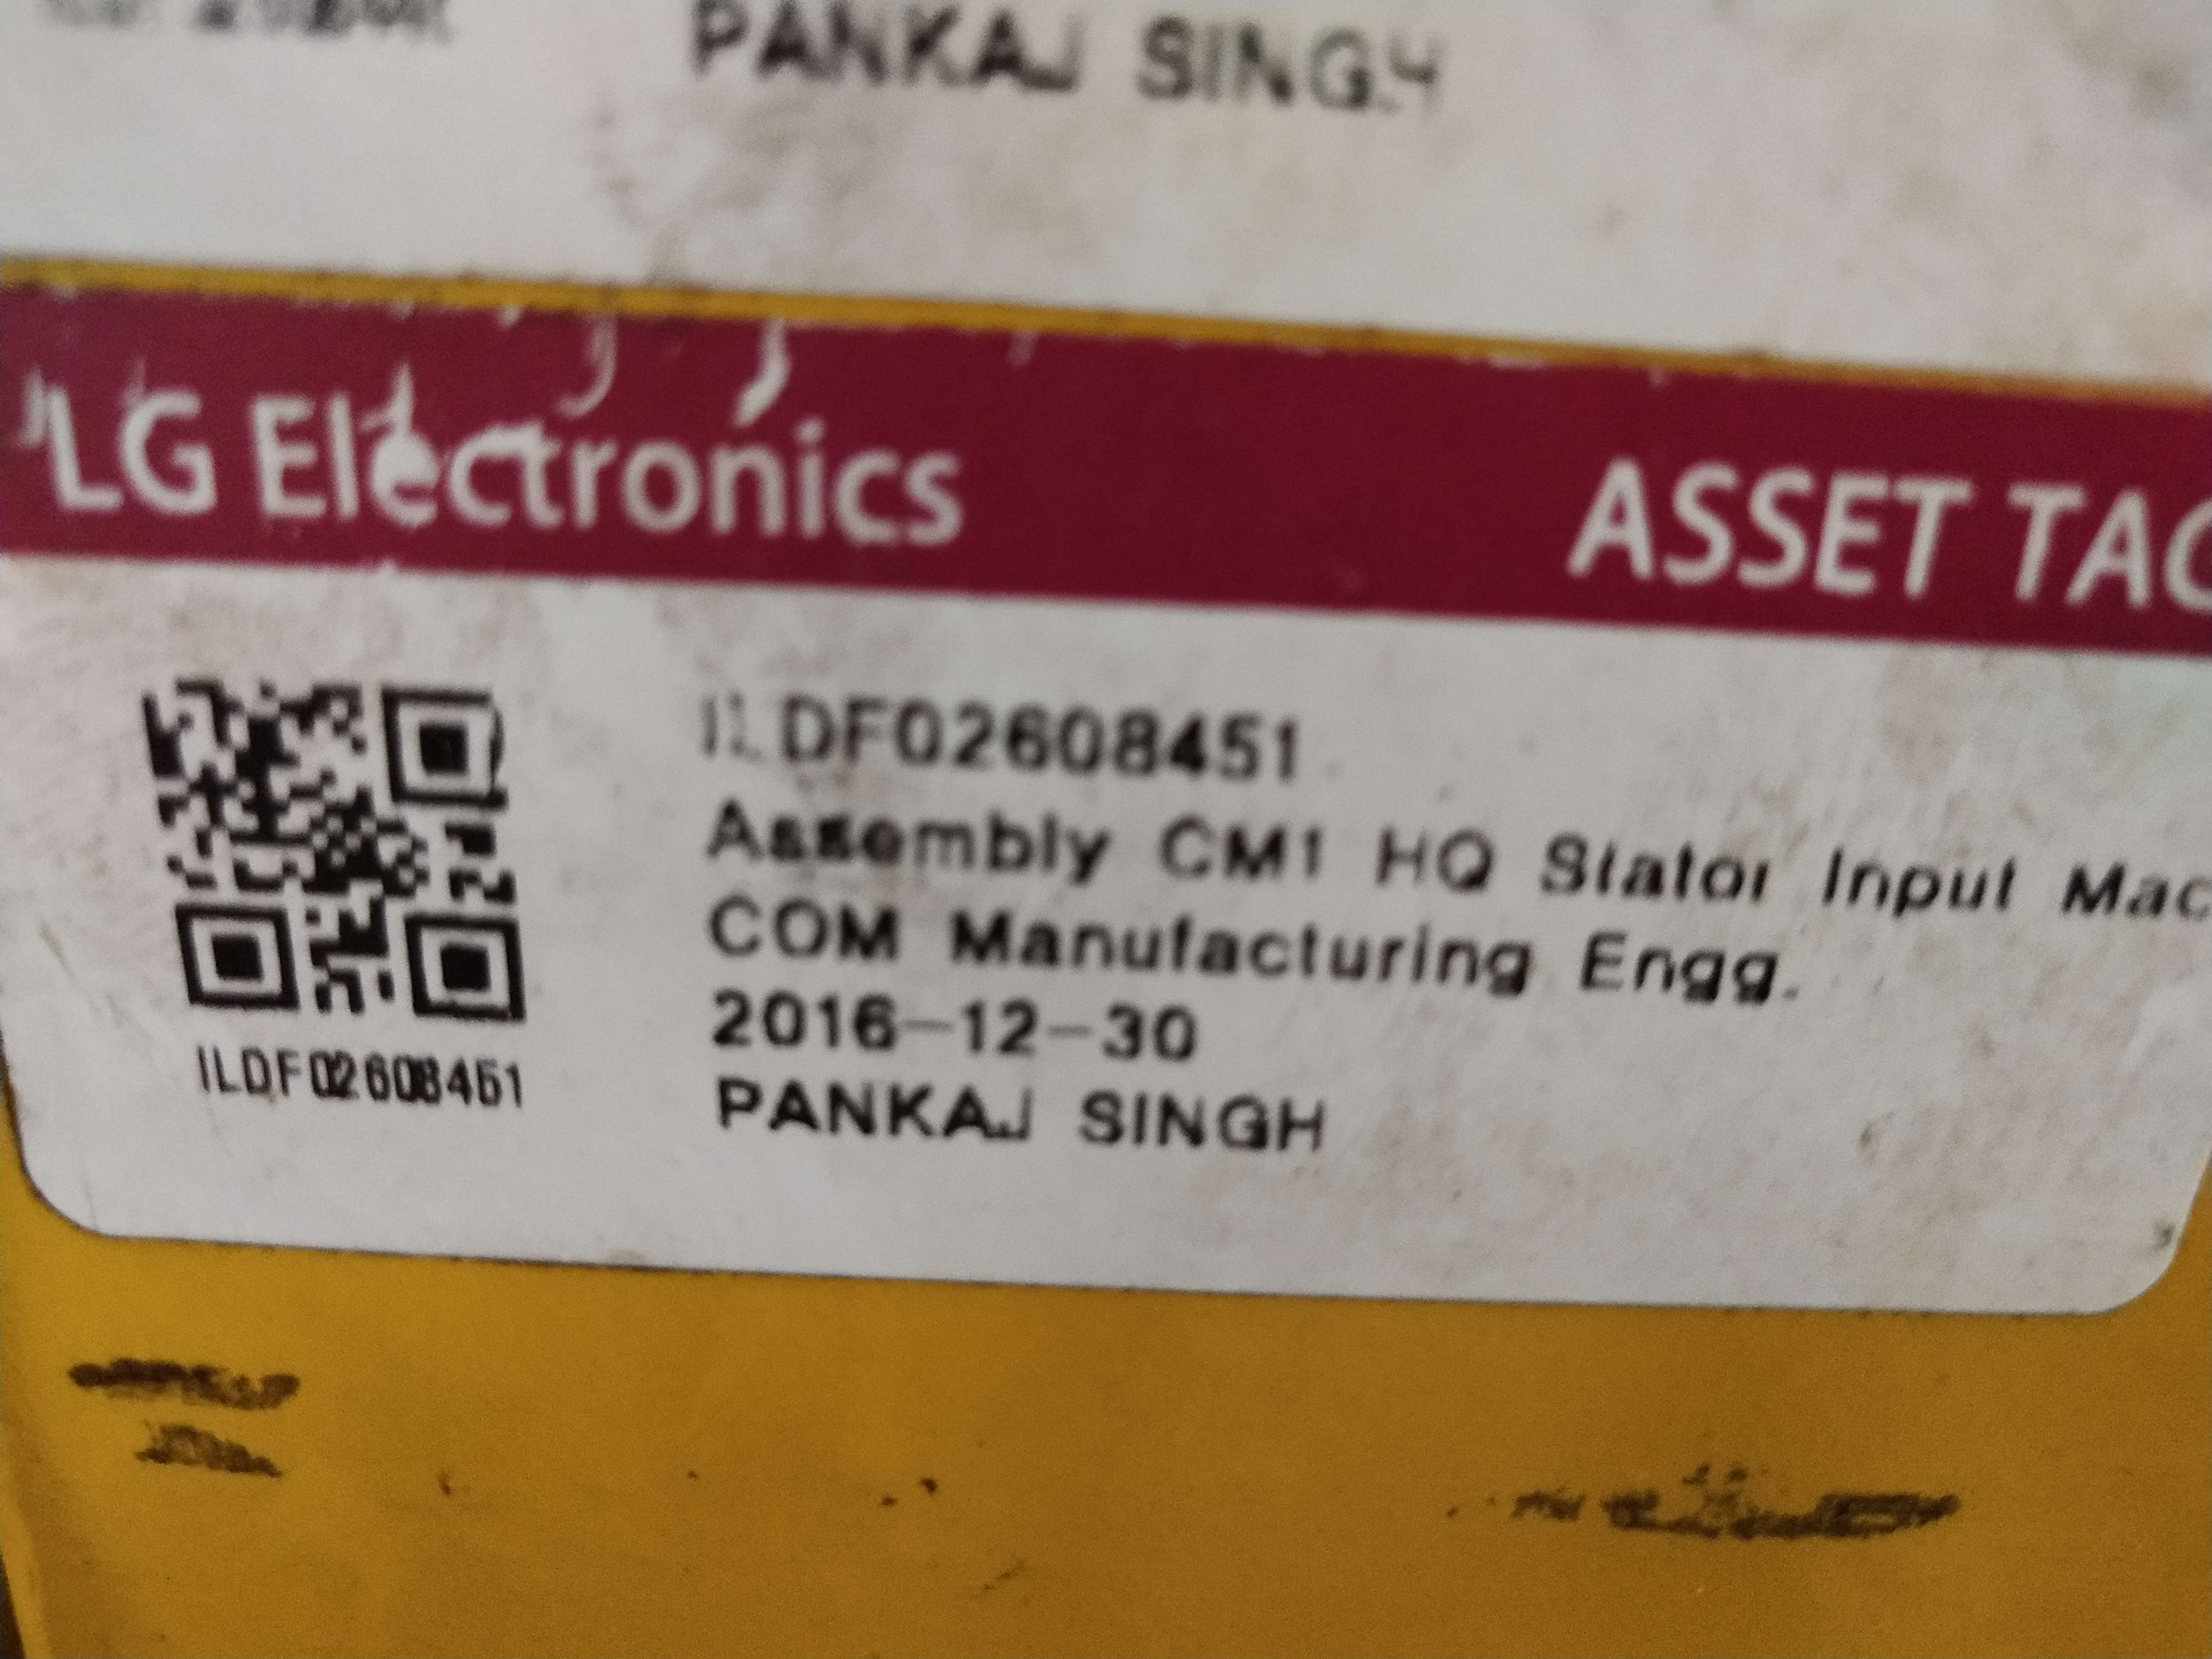 PANKAJ SINGH
LG Electronics ASSET TAG
ILDF02608451
Assembly CM1 HQ Stator Input Mac
COM Manufacturing Engg.
2016-12-30
PANKAJ SINGH
ILDF02608451